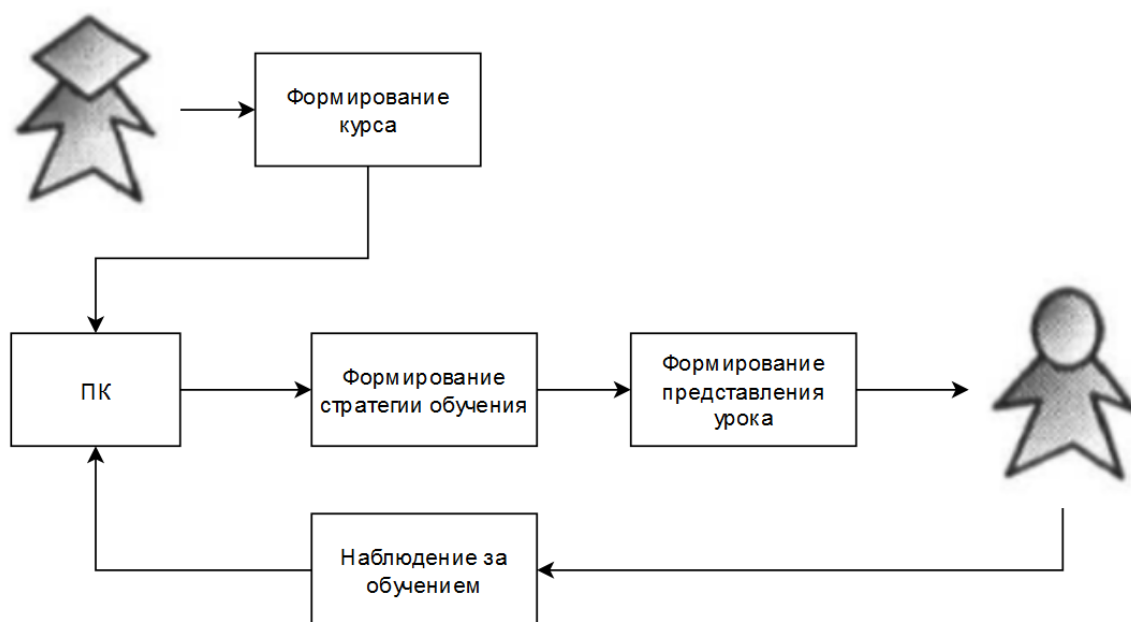 Формирование
курса
ПК
Формирование
стратегии обучения
Формирование
представления
урока
Наблюдение за
обучением